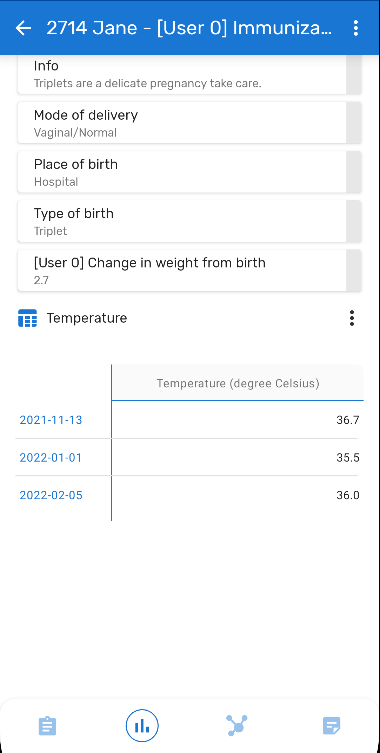 2714 Jane - [User 0] Immuniza...
Info
Triplets are a delicate pregnancy take care.
Mode of delivery
Vaginal/Normal
Place of birth
Hospital
Type of birth
Triplet
[User 0] Change in weight from birth
2.7
Temperature
Temperature (degree Celsius)
2021-11-13 36.7
2022-01-01 35.5
2022-02-05 36.0